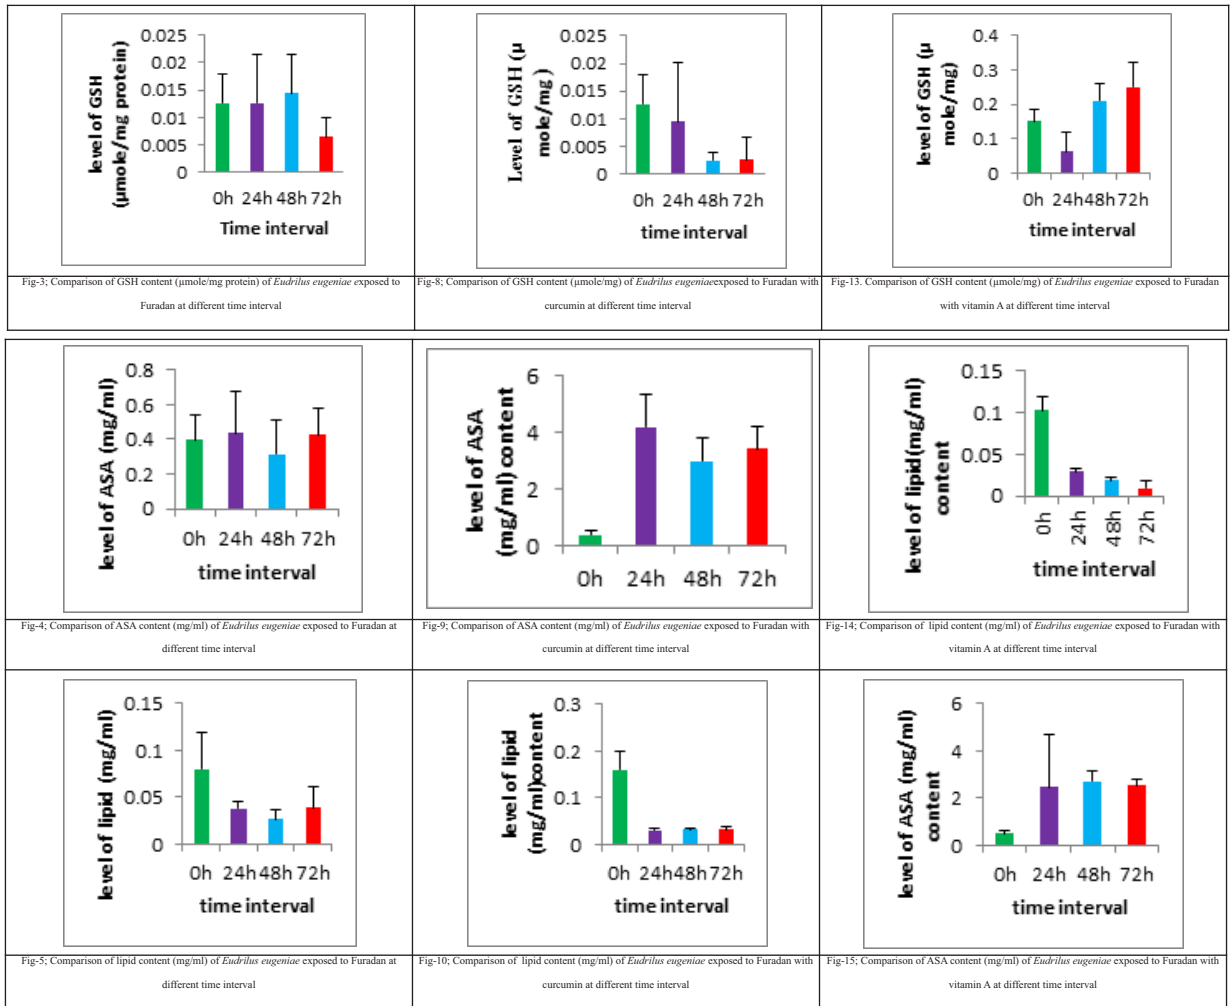 level of GSH
(µmole/mg protein)
0.025
0.02
0.015
0.01
0.005
0
0h 24h 48h 72h
Time interval
Fig-3; Comparison of GSH content (µmole/mg protein) of Eudrilus eugeniae exposed to
Furadan at different time interval
Level of GSH (µ
mole/mg)
0.025
0.02
0.015
0.01
0.005
0
0h 24h 48h 72h
time interval
Fig-8; Comparison of GSH content (µmole/mg) of Eudrilus eugeniaeexposed to Furadan with
curcumin at different time interval
level of GSH (µ
mole/mg)
0.4
0.3
0.2
0.1
0
0h 24h 48h 72h
time interval
Fig-13. Comparison of GSH content (µmole/mg) of Eudrilus eugeniae exposed to Furadan
with vitamin A at different time interval
level of ASA (mg/ml)
0.8
0.6
0.4
0.2
0
0h 24h 48h 72h
time interval
Fig-4; Comparison of ASA content (mg/ml) of Eudrilus eugeniae exposed to Furadan at
different time interval
level of ASA
(mg/ml) content
6
4
2
0
0h 24h 48h 72h
time interval
Fig-9; Comparison of ASA content (mg/ml) of Eudrilus eugeniae exposed to Furadan with
curcumin at different time interval
level of lipid(mg/ml)
content
0.15
0.1
0.05
0
0h 24h 48h 72h
time interval
Fig-14; Comparison of lipid content (mg/ml) of Eudrilus eugeniae exposed to Furadan with
vitamin A at different time interval
level of lipid (mg/ml)
0.15
0.1
0.05
0
0h 24h 48h 72h
time interval
Fig-5; Comparison of lipid content (mg/ml) of Eudrilus eugeniae exposed to Furadan at
different time interval
level of lipid
(mg/ml)content
0.3
0.2
0.1
0
0h 24h48h72h
time interval
Fig-10; Comparison of lipid content (mg/ml) of Eudrilus eugeniae exposed to Furadan with
curcumin at different time interval
level of ASA (mg/ml)
content
6
4
2
0
0h 24h 48h 72h
time interval
Fig-15; Comparison of ASA content (mg/ml) of Eudrilus eugeniae exposed to Furadan with
vitamin A at different time interval